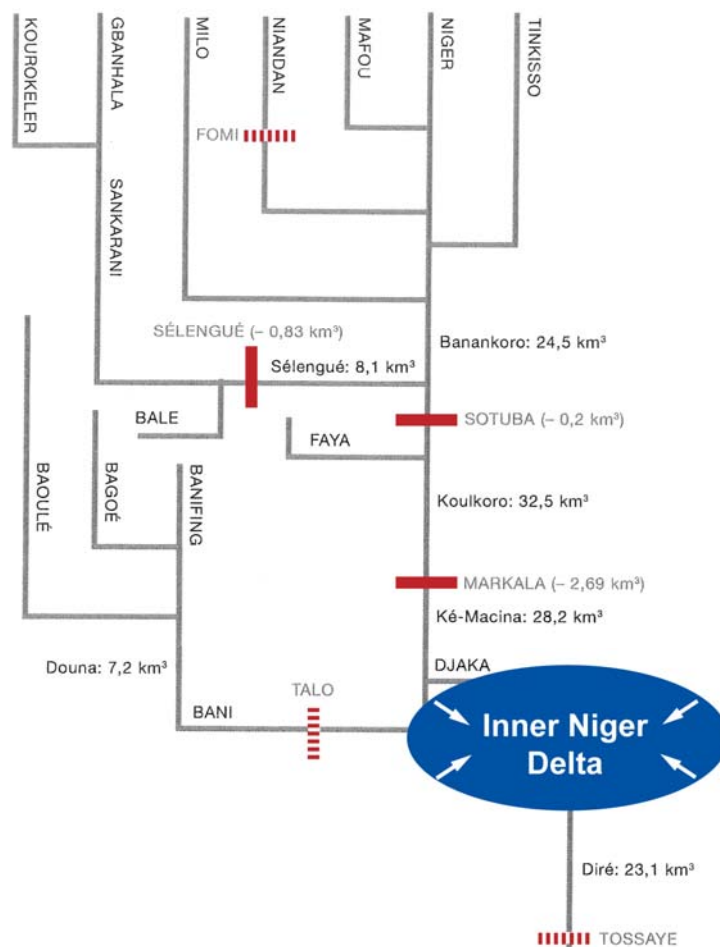 KOUROKELER
GBANHALA
MILO
NIANDAN
MAFOU
NIGER
TINKISSO
FOMI
SANKARANI
SÉLENGUÉ (– 0,83 km³)
Banankoro: 24,5 km³
Sélengué: 8,1 km³
BALE
FAYA
SOTUBA (– 0,2 km³)
BAOULÉ
BAGOÉ
BANIFING
Koulkoro: 32,5 km³
MARKALA (– 2,69 km³)
Ké-Macina: 28,2 km³
Douna: 7,2 km³
DJAKA
TALO
BANI
Inner Niger
Delta
Diré: 23,1 km³
TOSSAYE